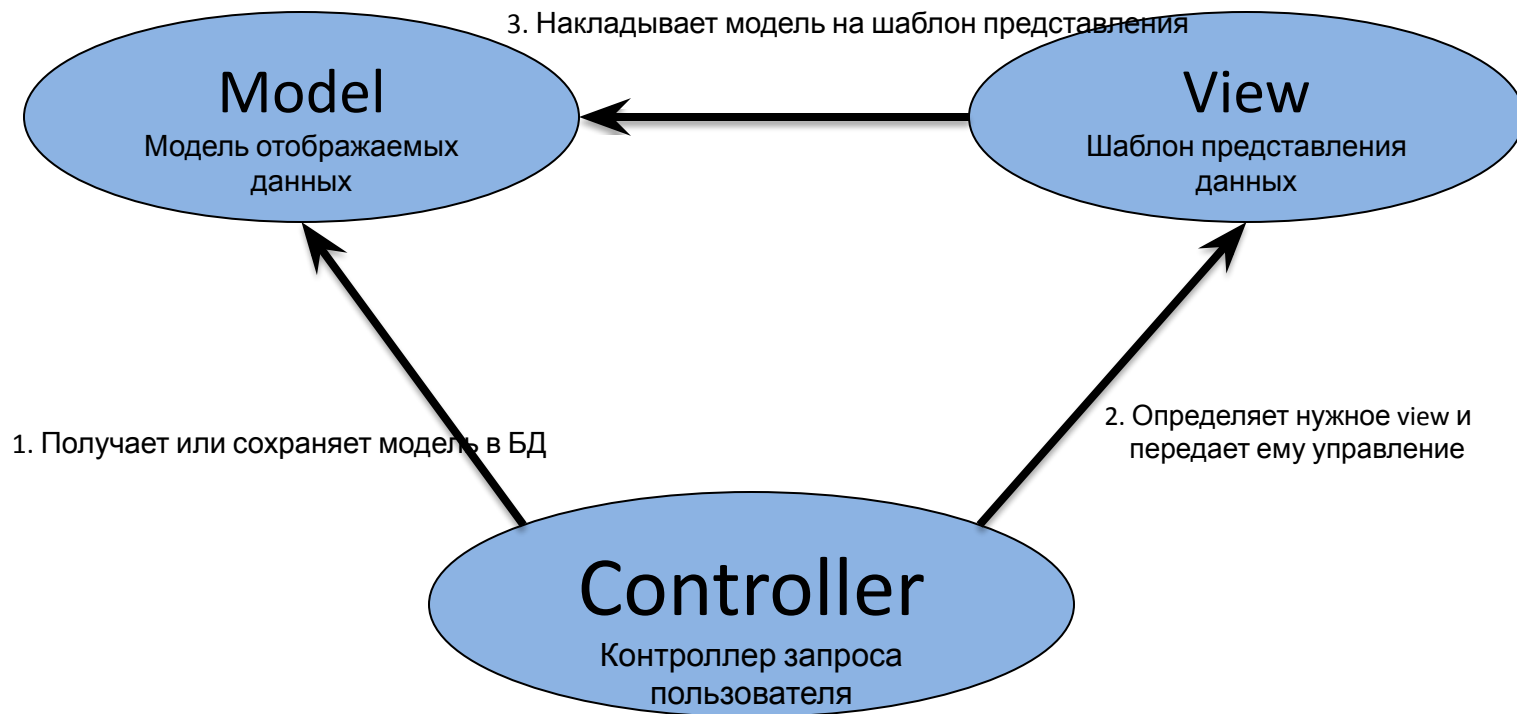 3. Накладывает модель на шаблон представления
Model
Модель отображаемых
данных
View
Шаблон представления
данных
1. Получает или сохраняет модель в БД
2. Определяет нужное view и
передает ему управление
Controller
Контроллер запроса
пользователя